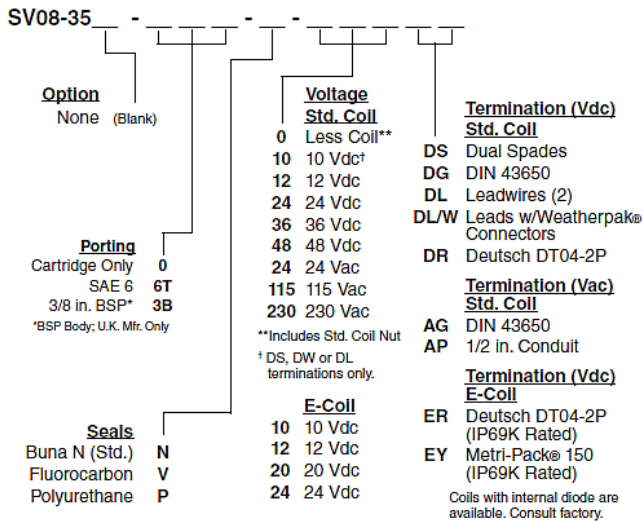 SV08-35__ - __ __ __ - __ - __ __ __ __ __
Option
None (Blank)
Porting
Cartridge Only 0
SAE 6 6T
3/8 in. BSP* 3B
*BSP Body; U.K. Mfr. Only
Seals
Buna N (Std.) N
Fluorocarbon V
Polyurethane P
Voltage
Std. Coil
0 Less Coil**
10 10 Vdc†
12 12 Vdc
24 24 Vdc
36 36 Vdc
48 48 Vdc
24 24 Vac
115 115 Vac
230 230 Vac
**Includes Std. Coil Nut
† DS, DW or DL
terminations only.
E-Coil
10 10 Vdc
12 12 Vdc
20 20 Vdc
24 24 Vdc
Termination (Vdc)
Std. Coil
DS Dual Spades
DG DIN 43650
DL Leadwires (2)
DL/W Leads w/Weatherpak®
Connectors
DR Deutsch DT04-2P
Termination (Vac)
Std. Coil
AG DIN 43650
AP 1/2 in. Conduit
Termination (Vdc)
E-Coil
ER Deutsch DT04-2P
(IP69K Rated)
EY Metri-Pack® 150
(IP69K Rated)
Coils with internal diode are
available. Consult factory.